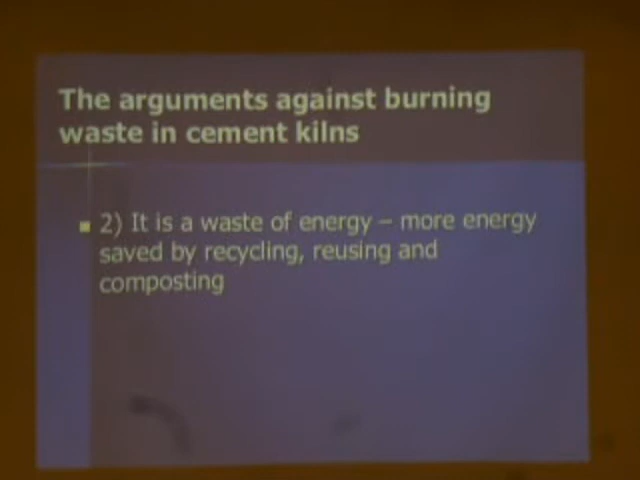 The arguments against burning
waste in cement kilns
2) It is a waste of energy – more energy
saved by recycling, reusing and
composting